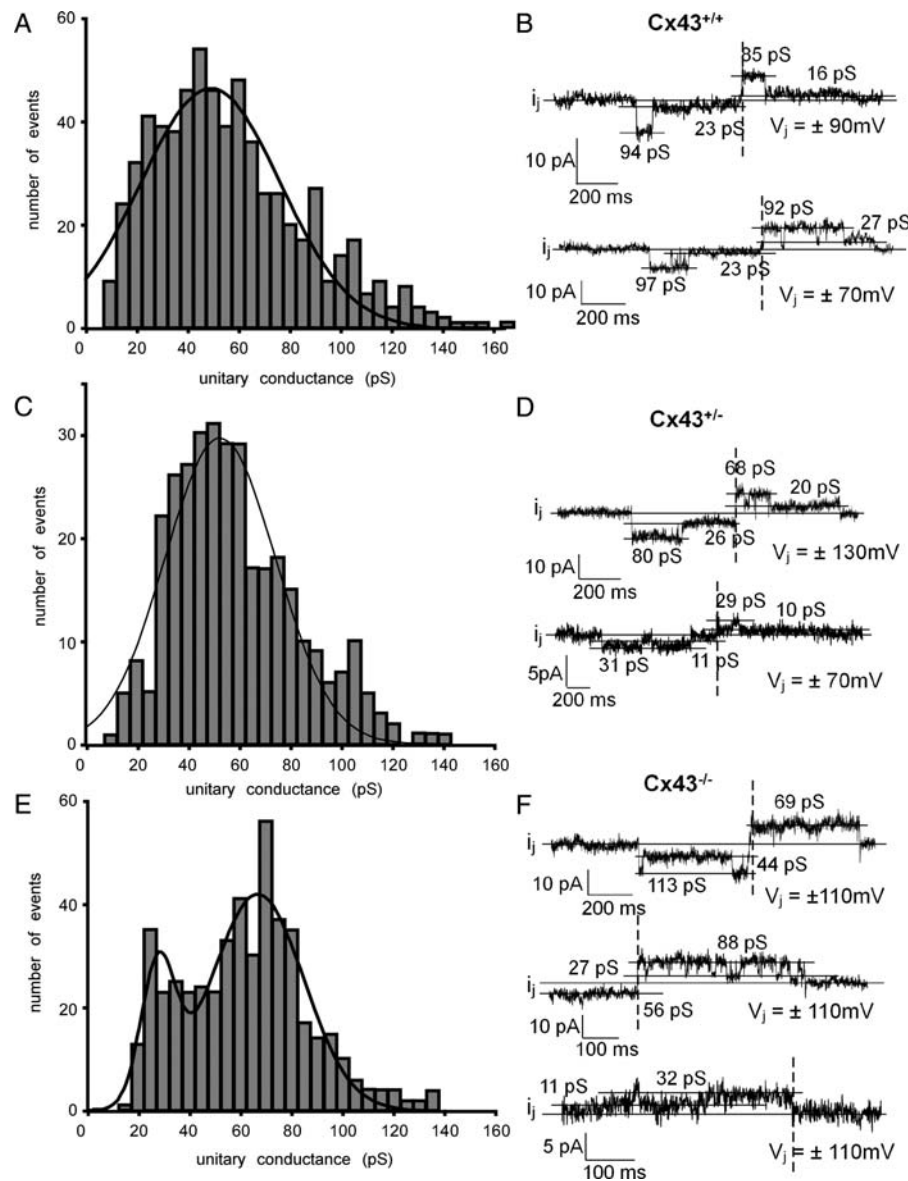 A
60
40
20
0
number of events
0 20 40 60 80 100 120 140 160
unitary conductance (pS)
B
Cx43+/+
85 pS
16 pS
ij
23 pS
94 pS
Vj = ± 90mV
10 pA
200 ms
92 pS
27 pS
ij
23 pS
97 pS
Vj = ± 70mV
10 pA
200 ms
C
30
20
10
0
number of events
0 20 40 60 80 100 120 140 160
unitary conductance (pS)
D
Cx43+/-
68 pS
20 pS
ij
26 pS
80 pS
Vj = ± 130mV
10 pA
200 ms
29 pS
10 pS
ij
31 pS
11 pS
Vj = ± 70mV
5pA
200 ms
E
60
40
20
0
number of events
0 20 40 60 80 100 120 140 160
unitary conductance (pS)
F
Cx43-/-
69 pS
ij
44 pS
113 pS
Vj = ±110mV
10 pA
200 ms
88 pS
27 pS
ij
56 pS
Vj = ± 110mV
10 pA
100 ms
32 pS
11 pS
ij
Vj = ± 110mV
5 pA
100 ms